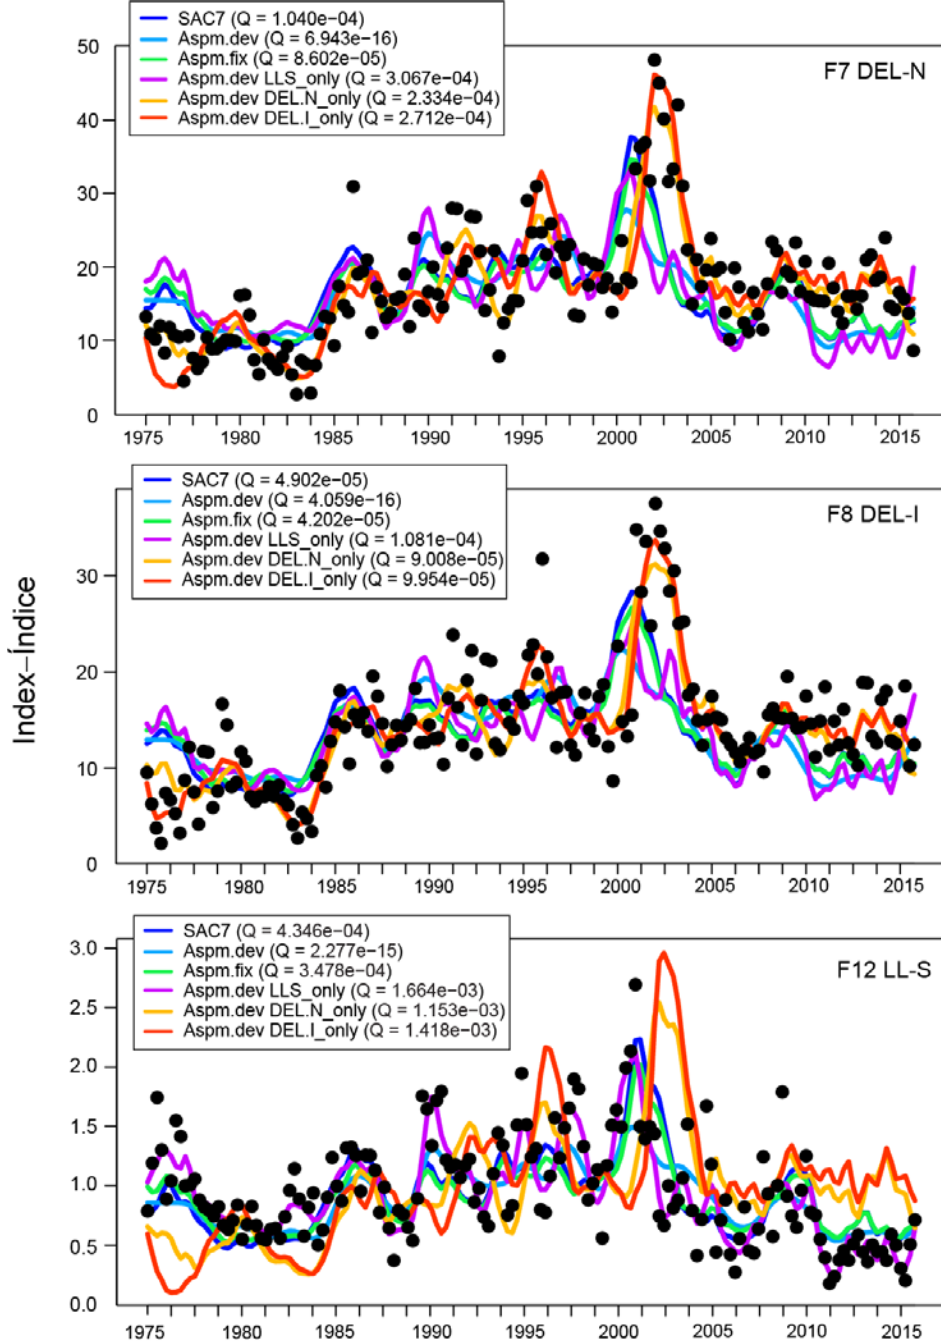 SAC7 (Q = 1.040e−04)
Aspm.dev (Q = 6.943e−16)
Aspm.fix (Q = 8.602e−05)
Aspm.dev LLS_only (Q = 3.067e−04)
Aspm.dev DEL.N_only (Q = 2.334e−04)
Aspm.dev DEL.I_only (Q = 2.712e−04)
F7 DEL-N
50
40
30
20
10
0
1975 1980 1985 1990 1995 2000 2005 2010 2015
SAC7 (Q = 4.902e−05)
Aspm.dev (Q = 4.059e−16)
Aspm.fix (Q = 4.202e−05)
Aspm.dev LLS_only (Q = 1.081e−04)
Aspm.dev DEL.N_only (Q = 9.008e−05)
Aspm.dev DEL.I_only (Q = 9.954e−05)
F8 DEL-I
Index−Índice
30
20
10
0
1975 1980 1985 1990 1995 2000 2005 2010 2015
SAC7 (Q = 4.346e−04)
Aspm.dev (Q = 2.277e−15)
Aspm.fix (Q = 3.478e−04)
Aspm.dev LLS_only (Q = 1.664e−03)
Aspm.dev DEL.N_only (Q = 1.153e−03)
Aspm.dev DEL.I_only (Q = 1.418e−03)
F12 LL-S
3.0
2.5
2.0
1.5
1.0
0.5
0.0
1975 1980 1985 1990 1995 2000 2005 2010 2015